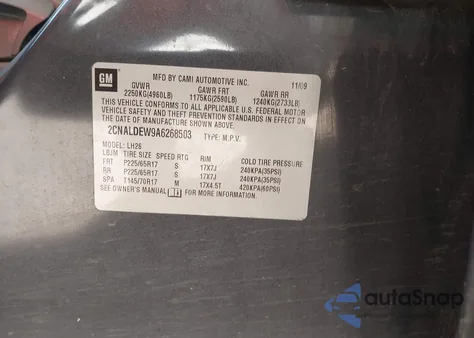 GM
MFD BY CAMI AUTOMOTIVE INC. 11/09
GVWR GAWR FRT GAWR RR
2250KG(4960LB) 1175KG(2590LB) 1240KG(2733LB)
THIS VEHICLE CONFORMS TO ALL APPLICABLE U.S. FEDERAL MOTOR
VEHICLE SAFETY AND THEFT PREVENTION STANDARDS IN EFFECT ON
THE DATE OF MANUFACTURE SHOWN ABOVE.
2CNALDEW9A6268503 TYPE: M.P.V.
MODEL: LH26
LBJM TIRE SIZE SPEED RTG RIM COLD TIRE PRESSURE
FRT P225/65R17 S 17X7J 240KPA(35PSI)
RR P225/65R17 S 17X7J 240KPA(35PSI)
SPA T145/70R17 M 17X4.5T 420KPA(60PSI)
SEE OWNER'S MANUAL FOR MORE INFORMATION.
autoSnap